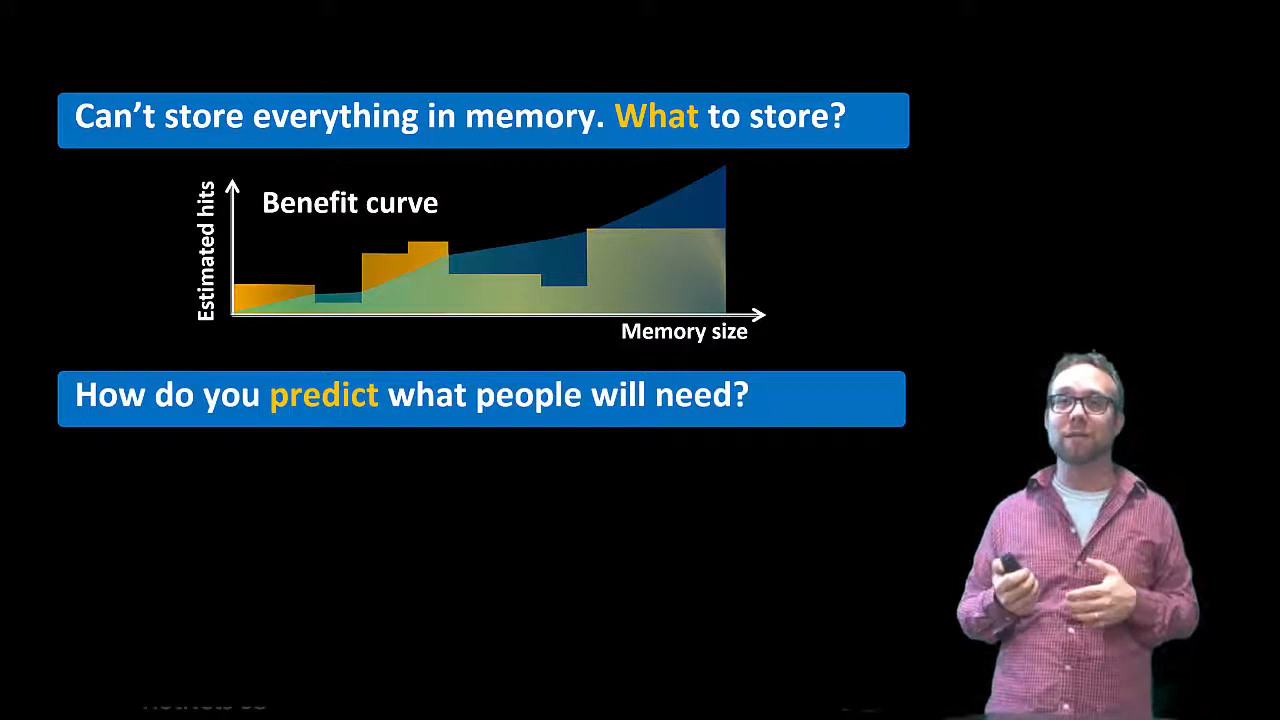 Can't store everything in memory. What to store?
Estimated hits
Benefit curve
Memory size
How do you predict what people will need?